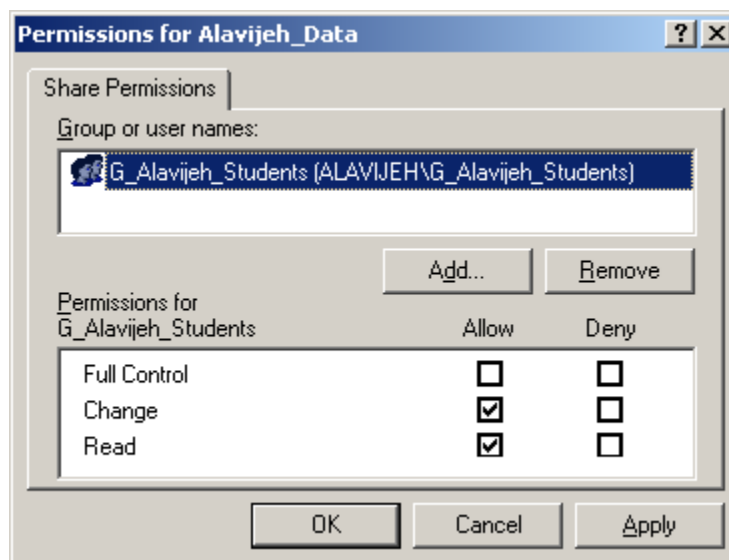 Permissions for Alavijeh_Data
Share Permissions
Group or user names:
G_Alavijeh_Students (ALAVIJEH\G_Alavijeh_Students)
Add... Remove
Permissions for
G_Alavijeh_Students Allow Deny
Full Control
Change
Read
OK Cancel Apply